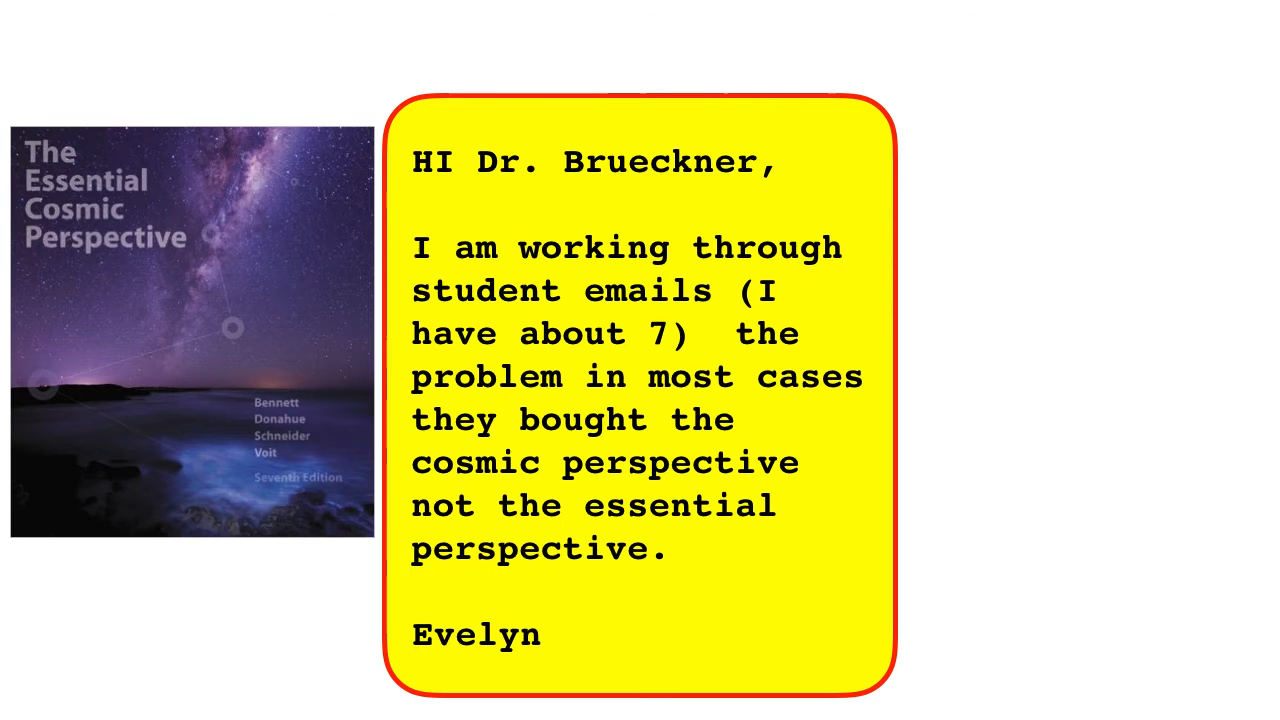 The
Essential
Cosmic
Perspective
Bennett
Donahue
Schneider
Voit
Seventh Edition
HI Dr. Brueckner,
I am working through
student emails (I
have about 7)  the
problem in most cases
they bought the
cosmic perspective
not the essential
perspective.
Evelyn